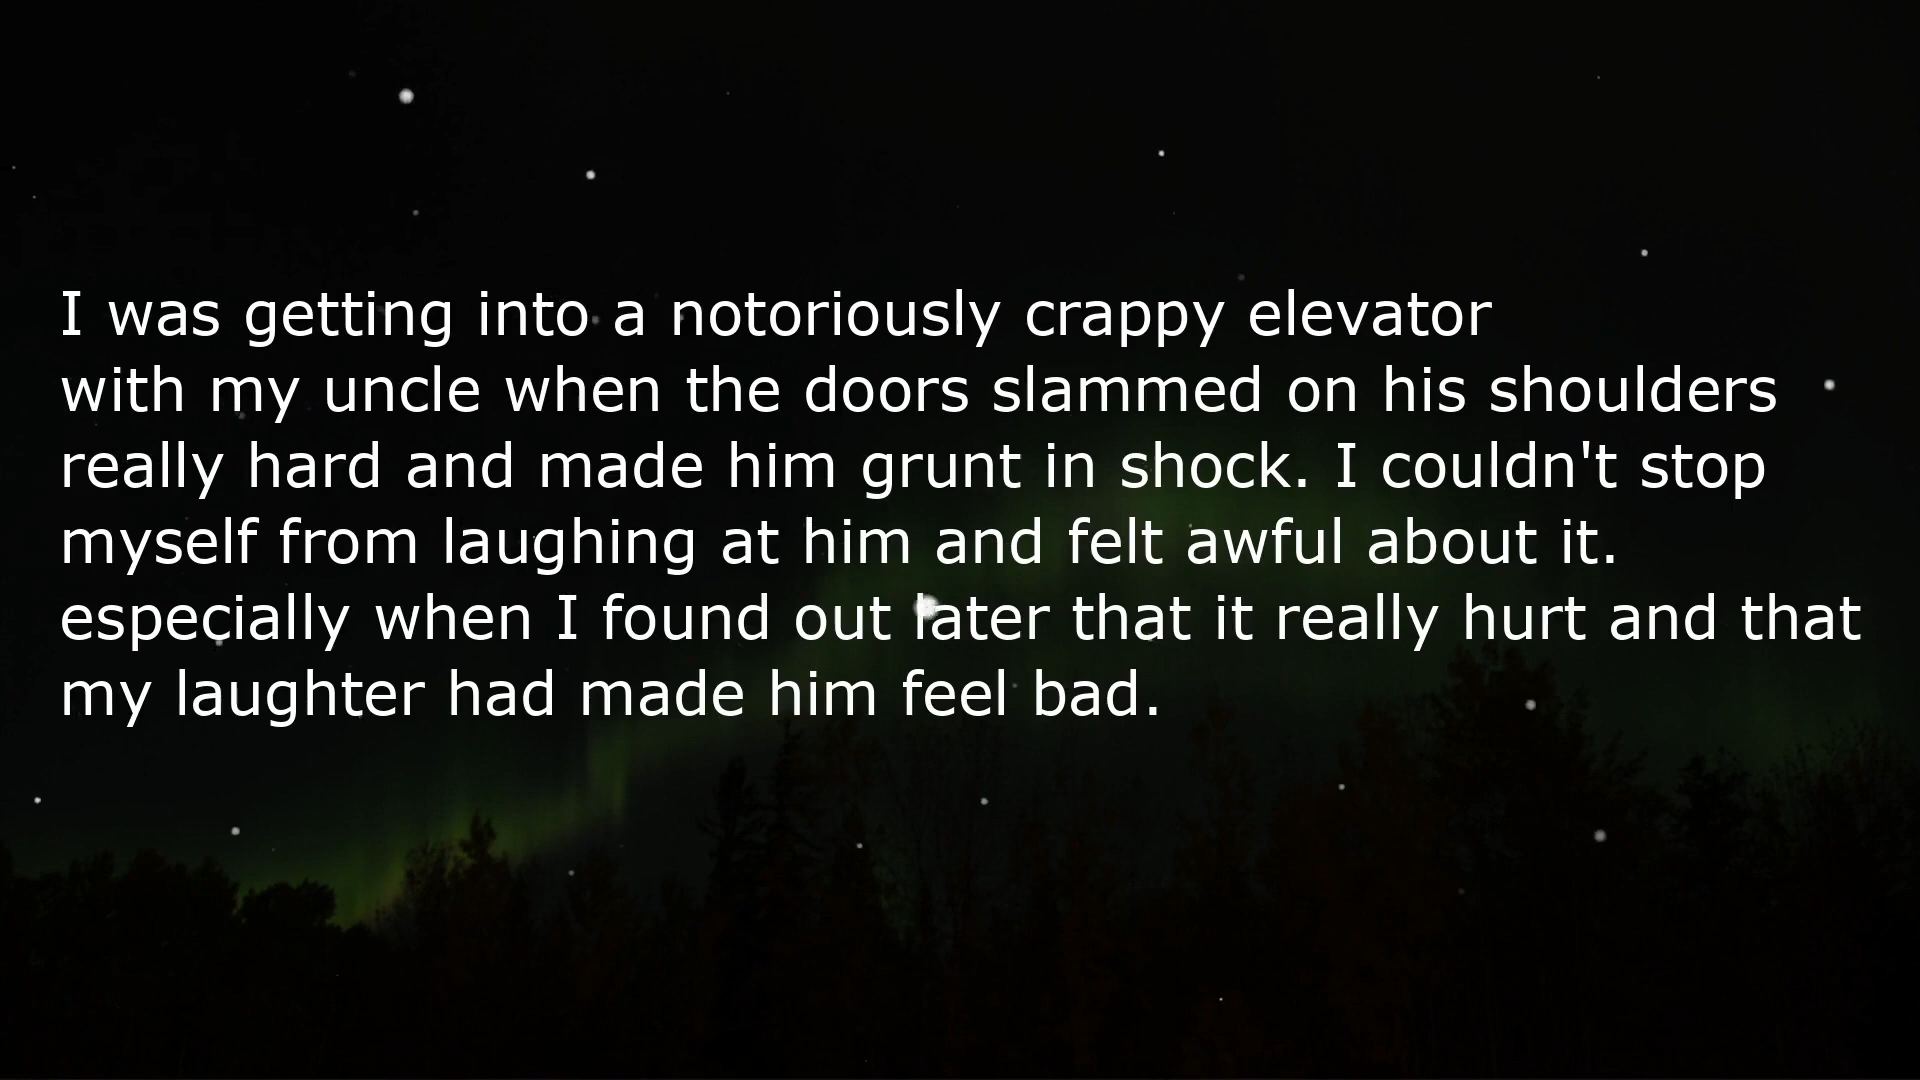 I was getting into a notoriously crappy elevator
with my uncle when the doors slammed on his shoulders
really hard and made him grunt in shock. I couldn't stop
myself from laughing at him and felt awful about it.
especially when I found out later that it really hurt and that
my laughter had made him feel bad.